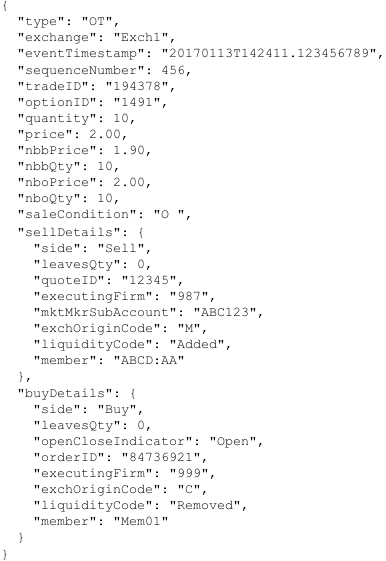 {
  "type": "OT",
  "exchange": "Exch1",
  "eventTimestamp": "20170113T142411.123456789",
  "sequenceNumber": 456,
  "tradeID": "194378",
  "optionID": "1491",
  "quantity": 10,
  "price": 2.00,
  "nbbPrice": 1.90,
  "nbbQty": 10,
  "nboPrice": 2.00,
  "nboQty": 10,
  "saleCondition": "O ",
  "sellDetails": {
    "side": "Sell",
    "leavesQty": 0,
    "quoteID": "12345",
    "executingFirm": "987",
    "mktMkrSubAccount": "ABC123",
    "exchOriginCode": "M",
    "liquidityCode": "Added",
    "member": "ABCD:AA"
  },
  "buyDetails": {
    "side": "Buy",
    "leavesQty": 0,
    "openCloseIndicator": "Open",
    "orderID": "84736921",
    "executingFirm": "999",
    "exchOriginCode": "C",
    "liquidityCode": "Removed",
    "member": "Mem01"
  }
}